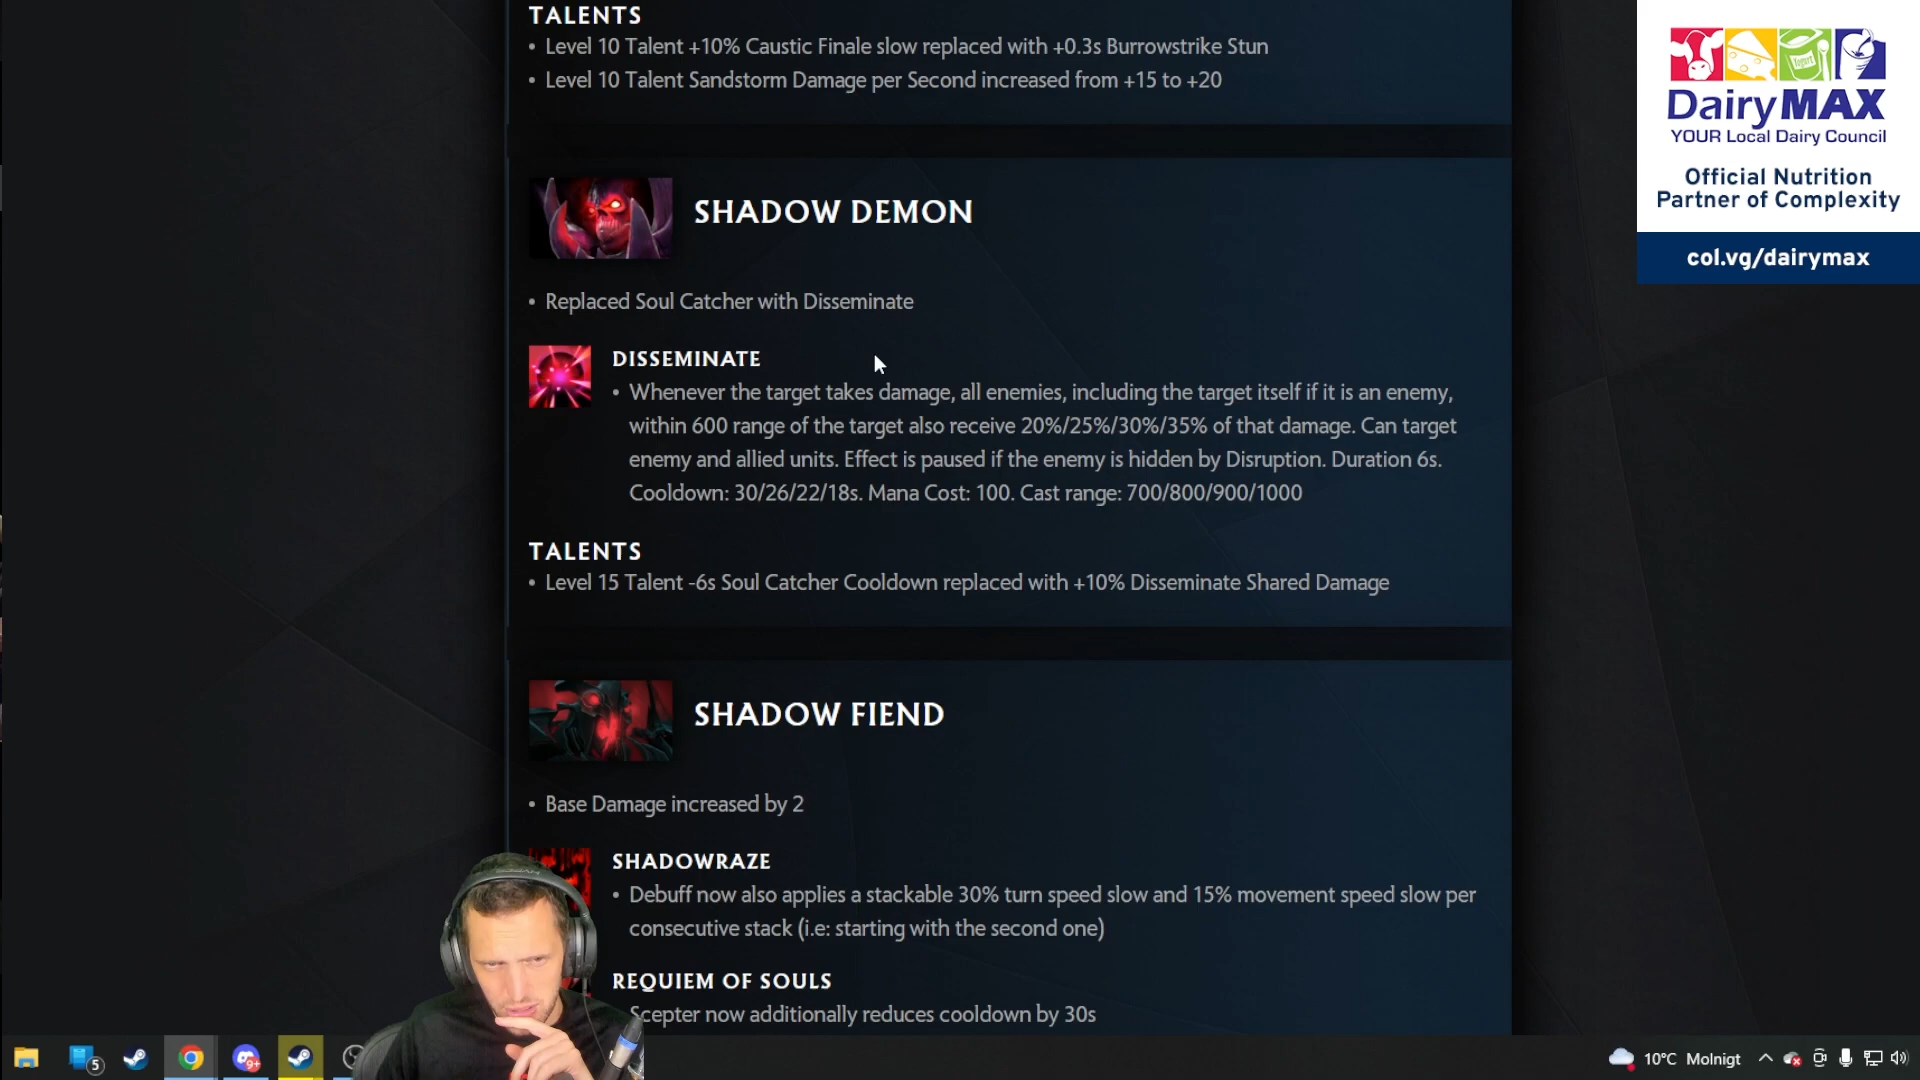 TALENTS
• Level 10 Talent +10% Caustic Finale slow replaced with +0.3s Burrowstrike Stun
• Level 10 Talent Sandstorm Damage per Second increased from +15 to +20
SHADOW DEMON
• Replaced Soul Catcher with Disseminate
DISSEMINATE
• Whenever the target takes damage, all enemies, including the target itself if it is an enemy,
within 600 range of the target also receive 20%/25%/30%/35% of that damage. Can target
enemy and allied units. Effect is paused if the enemy is hidden by Disruption. Duration 6s.
Cooldown: 30/26/22/18s. Mana Cost: 100. Cast range: 700/800/900/1000
TALENTS
• Level 15 Talent -6s Soul Catcher Cooldown replaced with +10% Disseminate Shared Damage
SHADOW FIEND
• Base Damage increased by 2
SHADOWRAZE
• Debuff now also applies a stackable 30% turn speed slow and 15% movement speed slow per
consecutive stack (i.e: starting with the second one)
REQUIEM OF SOULS
Scepter now additionally reduces cooldown by 30s
Yogurt
DairyMAX
YOUR Local Dairy Council
Official Nutrition
Partner of Complexity
col.vg/dairymax
5
9+
10°C Molnigt